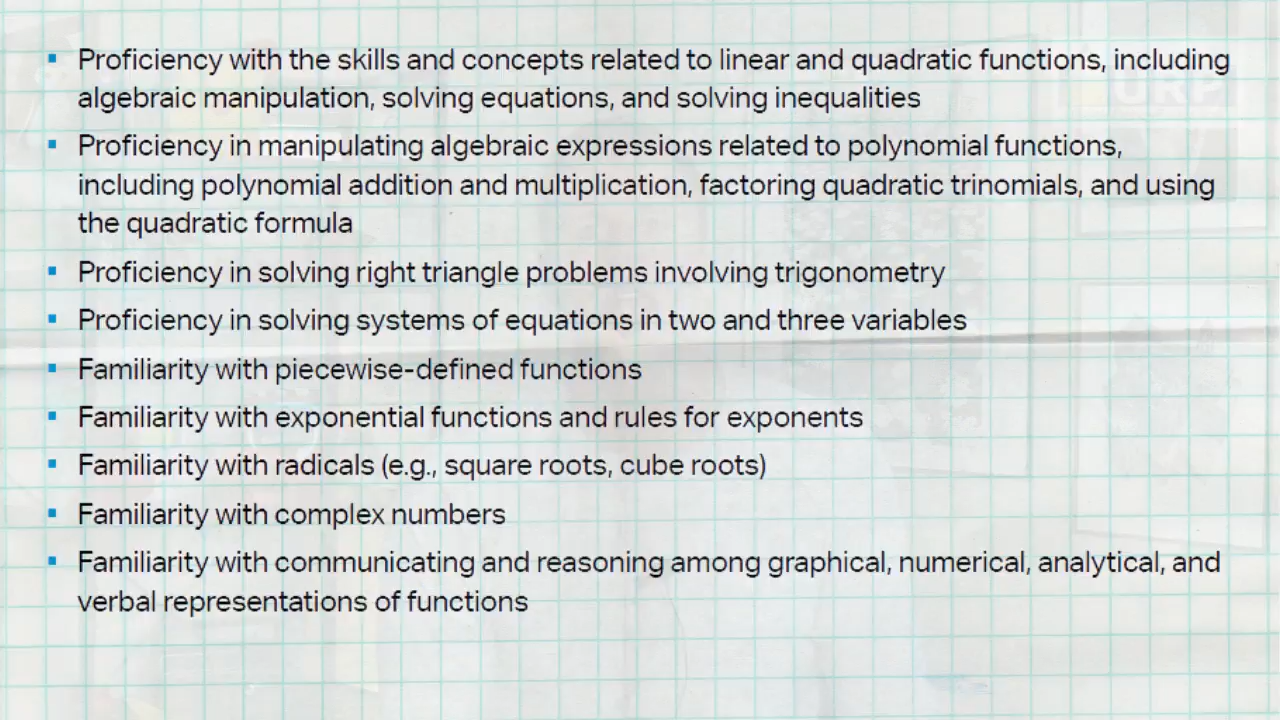 ▪ Proficiency with the skills and concepts related to linear and quadratic functions, including
algebraic manipulation, solving equations, and solving inequalities
▪ Proficiency in manipulating algebraic expressions related to polynomial functions,
including polynomial addition and multiplication, factoring quadratic trinomials, and using
the quadratic formula
▪ Proficiency in solving right triangle problems involving trigonometry
▪ Proficiency in solving systems of equations in two and three variables
▪ Familiarity with piecewise-defined functions
▪ Familiarity with exponential functions and rules for exponents
▪ Familiarity with radicals (e.g., square roots, cube roots)
▪ Familiarity with complex numbers
▪ Familiarity with communicating and reasoning among graphical, numerical, analytical, and
verbal representations of functions